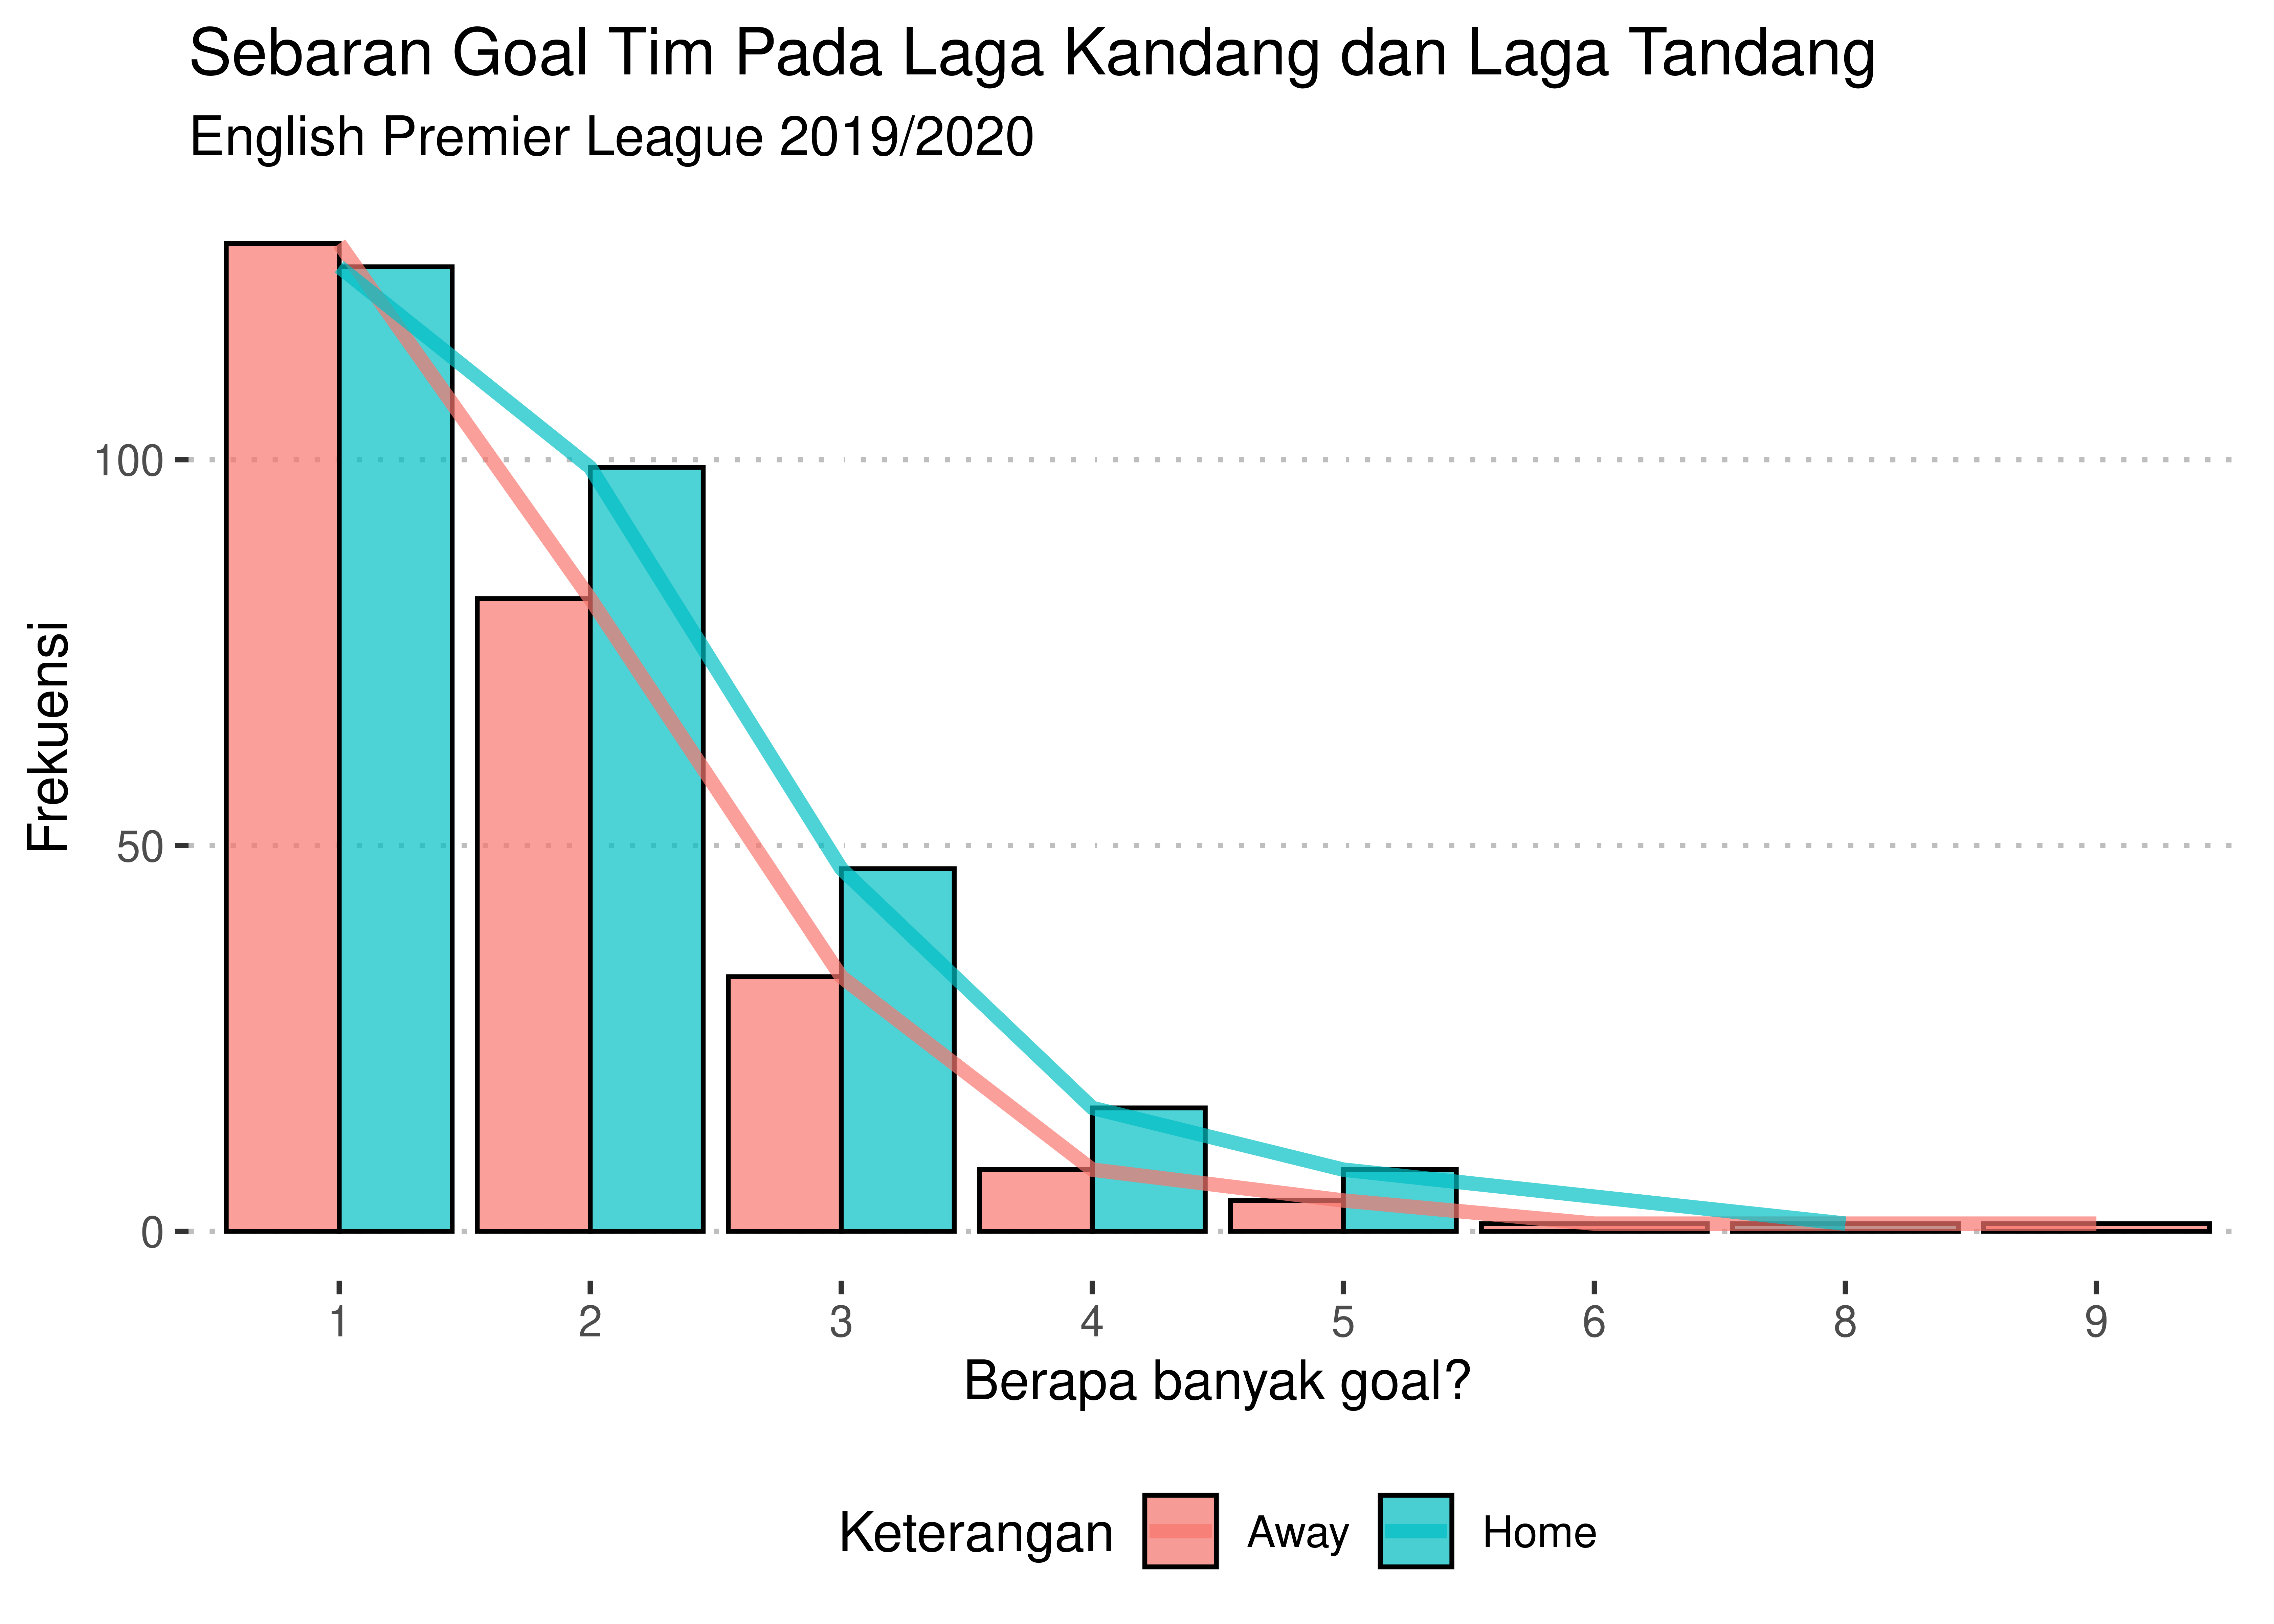 Sebaran Goal Tim Pada Laga Kandang dan Laga Tandang
English Premier League 2019/2020
Frekuensi
100
50
0
1 2 3 4 5 6 8 9
Berapa banyak goal?
Keterangan Away Home